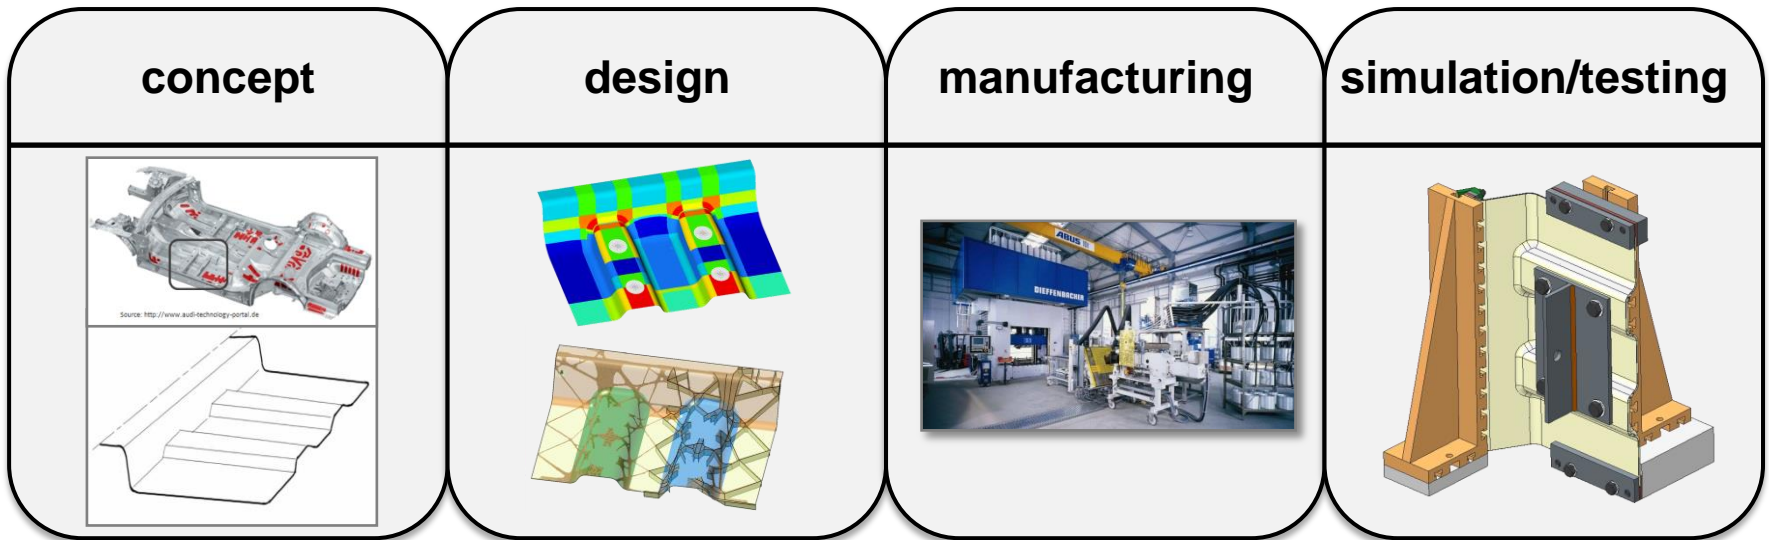 concept
design
manufacturing
simulation/testing
Source: http://www.audi-technology-portal.de
ABUS
DIEFFENBACHER